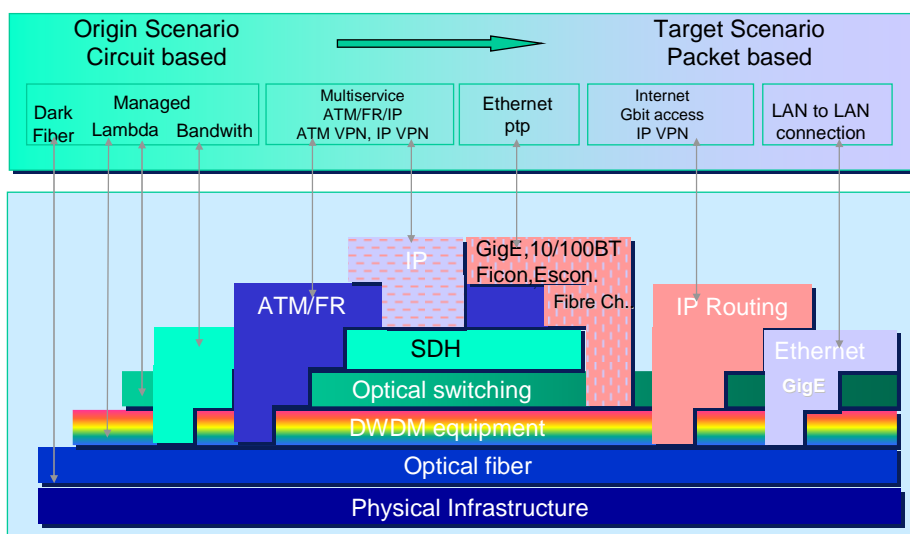 Origin Scenario
Circuit based
Target Scenario
Packet based
Dark
Fiber
Managed
Lambda
Bandwith
Multiservice
ATM/FR/IP
ATM VPN, IP VPN
Ethernet
ptp
Internet
Gbit access
IP VPN
LAN to LAN
connection
IP
GigE,10/100BT
Ficon,Escon.
Fibre Ch..
ATM/FR
IP Routing
SDH
Ethernet
GigE
Optical switching
DWDM equipment
Optical fiber
Physical Infrastructure